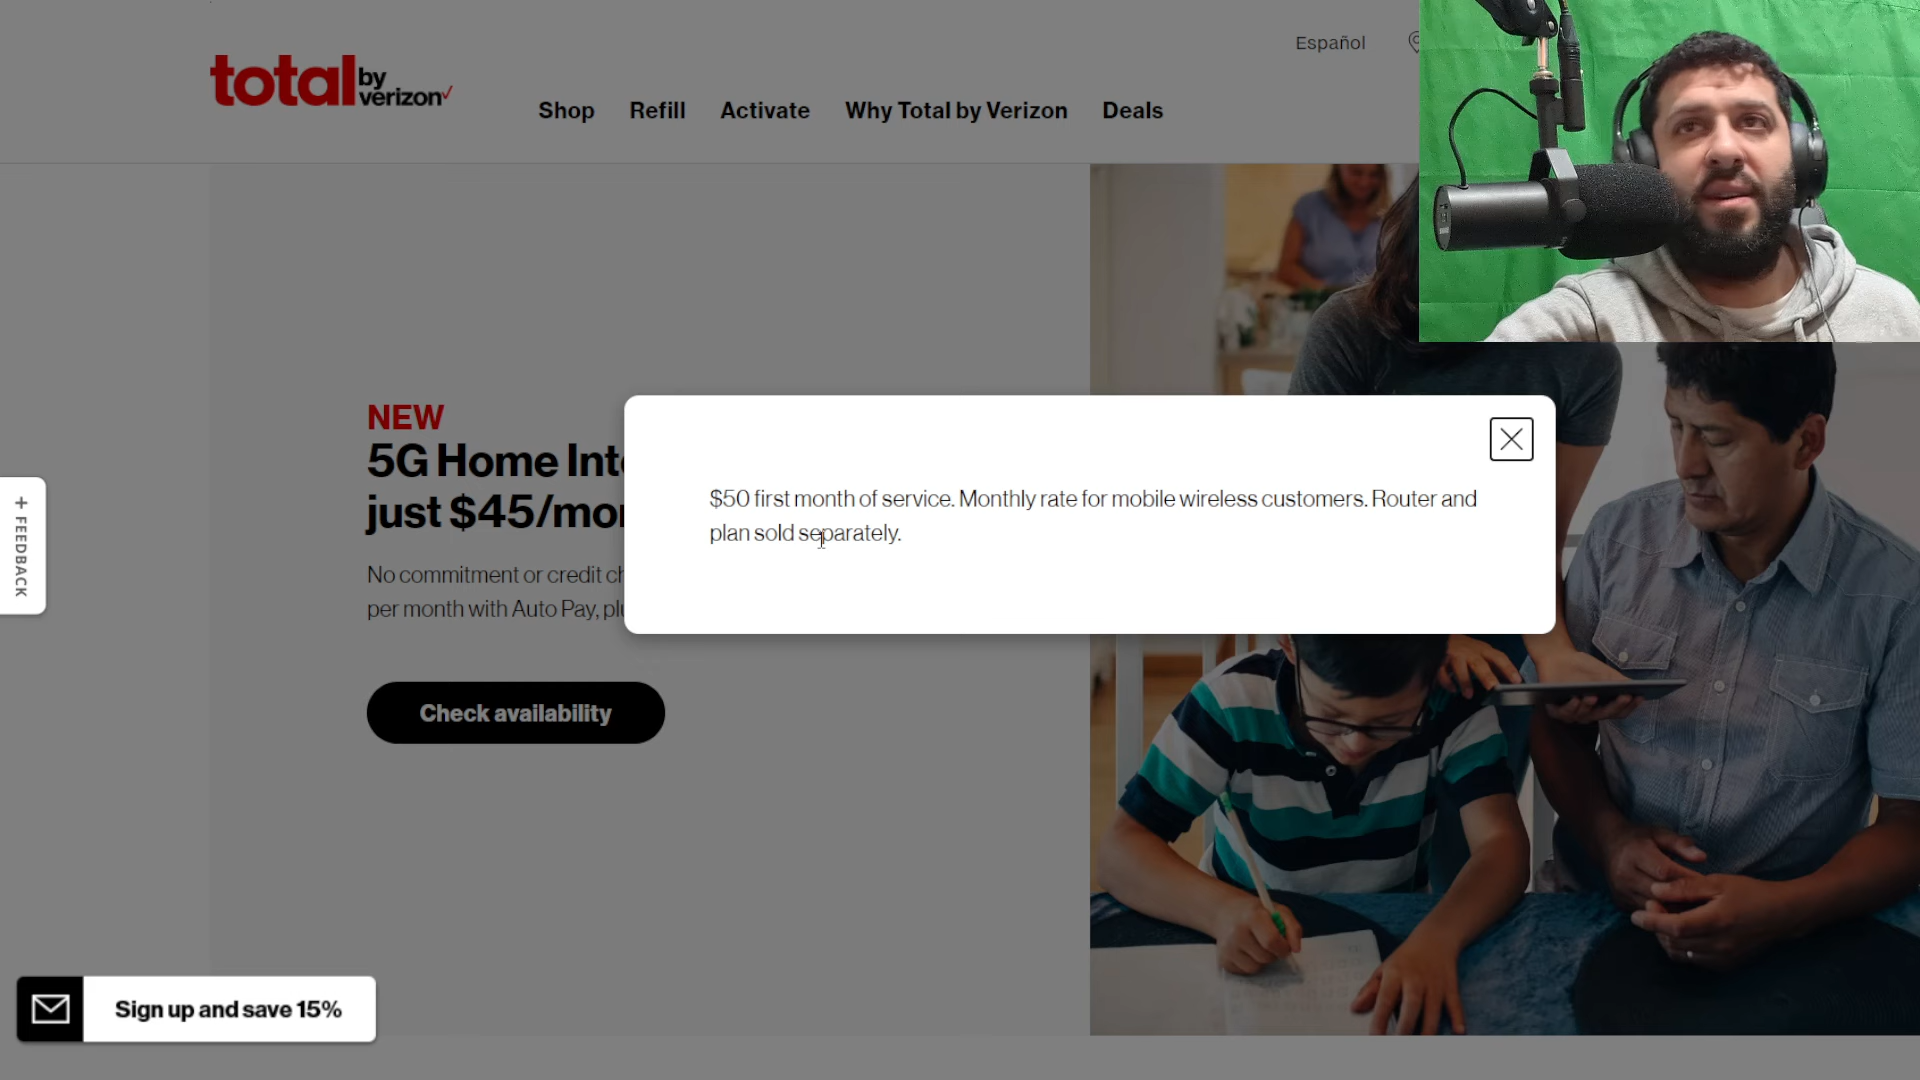 Español
total by verizon
Shop Refill Activate Why Total by Verizon Deals
NEW
5G Home Int
just $45/mo
No commitment or credit ch
per month with Auto Pay, pl
Check availability
$50 first month of service. Monthly rate for mobile wireless customers. Router and
plan sold separately.
+ FEEDBACK
Sign up and save 15%